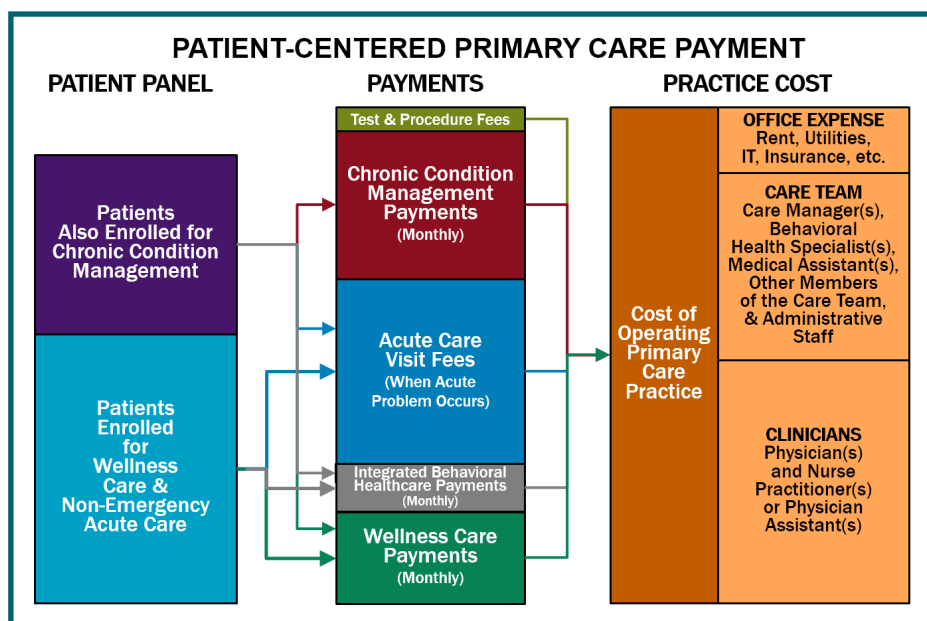 PATIENT-CENTERED PRIMARY CARE PAYMENT
PATIENT PANEL
PAYMENTS
PRACTICE COST
Patients
Also Enrolled for
Chronic Condition
Management
Patients
Enrolled
for
Wellness
Care &
Non-Emergency
Acute Care
Test & Procedure Fees
Chronic Condition
Management
Payments
(Monthly)
Acute Care
Visit Fees
(When Acute
Problem Occurs)
Integrated Behavioral
Healthcare Payments
(Monthly)
Wellness Care
Payments
(Monthly)
Cost of
Operating
Primary
Care
Practice
OFFICE EXPENSE
Rent, Utilities,
IT, Insurance, etc.
CARE TEAM
Care Manager(s),
Behavioral
Health Specialist(s),
Medical Assistant(s),
Other Members
of the Care Team,
& Administrative
Staff
CLINICIANS
Physician(s)
and Nurse
Practitioner(s)
or Physician
Assistant(s)